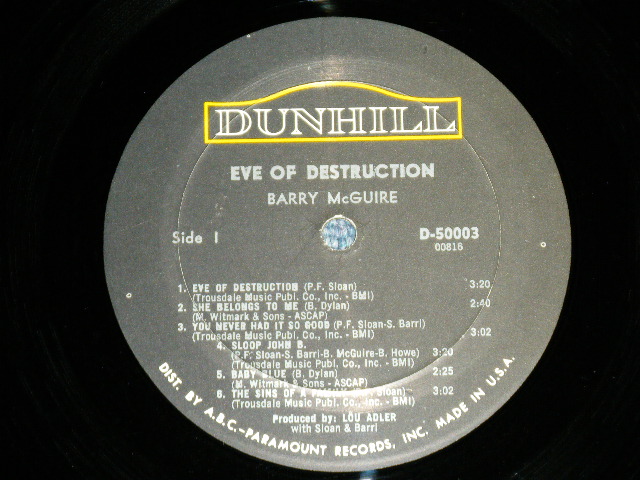 DUNHILL
EVE OF DESTRUCTION
BARRY McGUIRE
Side 1
D-50003
00816
1. EVE OF DESTRUCTION (P.F. Sloan) 3:20
(Trousdale Music Publ. Co., Inc. - BMI)
2. SHE BELONGS TO ME (B. Dylan) 2:40
(M. Witmark & Sons - ASCAP)
3. YOU NEVER HAD IT SO GOOD (P.F. Sloan-S. Barri) 3:02
(Trousdale Music Publ. Co., Inc. - BMI)
4. SLOOP JOHN B.
(P.F. Sloan-S. Barri-B. McGuire-B. Howe) 3:20
(Trousdale Music Publ. Co., Inc. - BMI)
5. BABY BLUE (B. Dylan) 2:25
(M. Witmark & Sons - ASCAP)
6. THE SINS OF A Sloan) 3:02
(Trousdale Music Publ. Co., Inc. - BMI)
Produced by: LOU ADLER
with Sloan & Barri
DIST. BY A.B.C.-PARAMOUNT RECORDS, INC. MADE IN U.S.A.